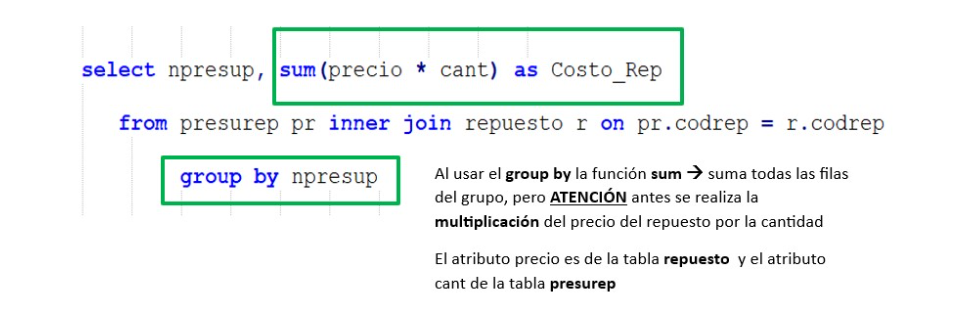 select npresup, sum(precio * cant) as Costo_Rep
from presurep pr inner join repuesto r on pr.codrep = r.codrep
group by npresup
Al usar el group by la función sum → suma todas las filas
del grupo, pero ATENCIÓN antes se realiza la
multiplicación del precio del repuesto por la cantidad
El atributo precio es de la tabla repuesto y el atributo
cant de la tabla presurep